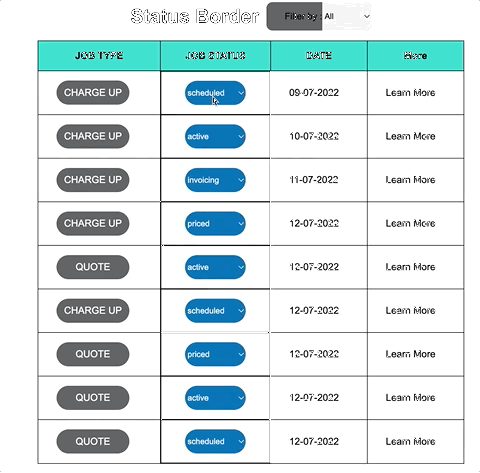 Status Border Filter by : All
JOB TYPE JOB STATUS DATE More
CHARGE UP scheduled 09-07-2022 Learn More
CHARGE UP active 10-07-2022 Learn More
CHARGE UP invoicing 11-07-2022 Learn More
CHARGE UP priced 12-07-2022 Learn More
QUOTE active 12-07-2022 Learn More
CHARGE UP scheduled 12-07-2022 Learn More
QUOTE priced 12-07-2022 Learn More
QUOTE active 12-07-2022 Learn More
QUOTE scheduled 12-07-2022 Learn More